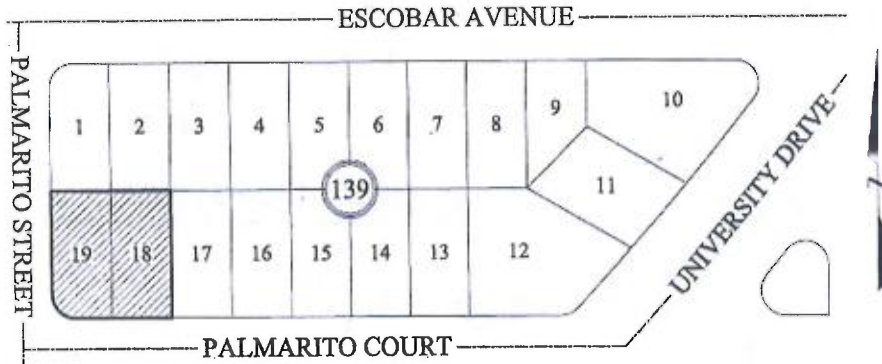 ESCOBAR AVENUE
PALMARITO STREET
1 2 3 4 5 6 7 8 9 10
139
11
UNIVERSITY DRIVE
19 18 17 16 15 14 13 12
PALMARITO COURT